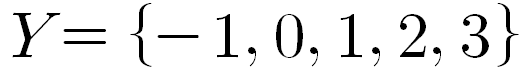 Y= {− 1, 0, 1, 2, 3}